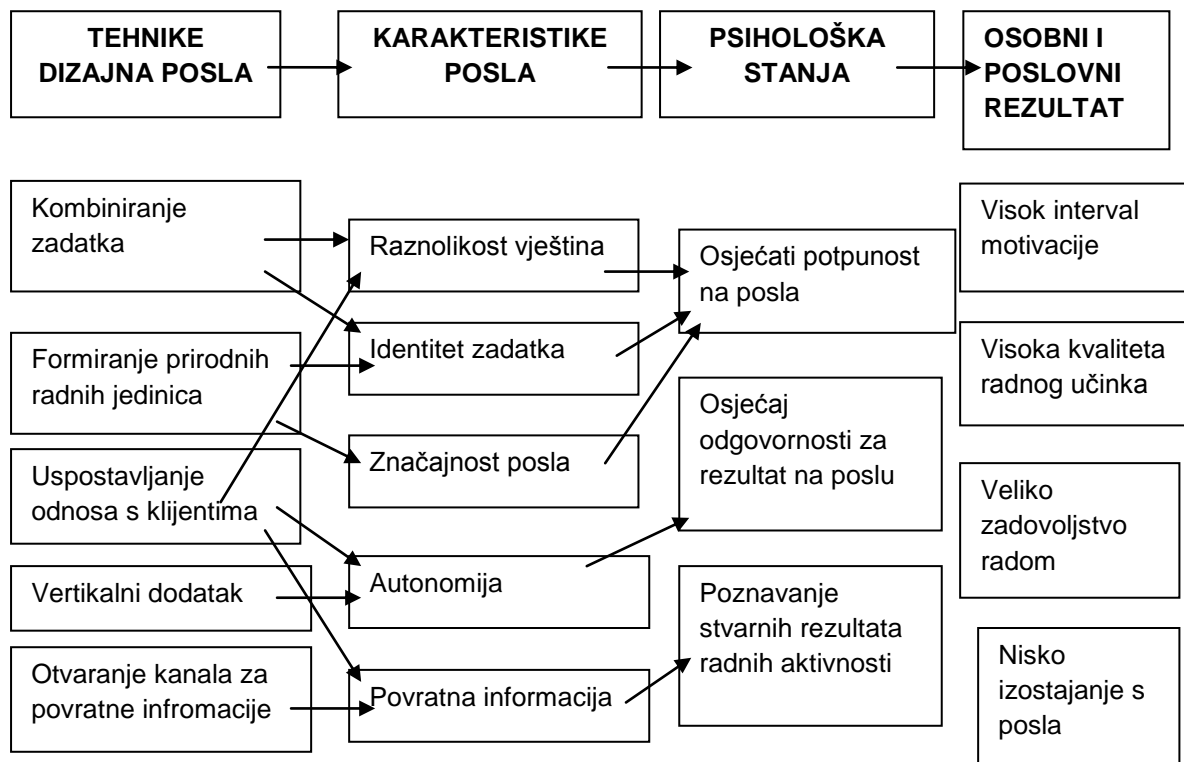 TEHNIKE
DIZAJNA POSLA
KARAKTERISTIKE
POSLA
PSIHOLOŠKA
STANJA
OSOBNI I
POSLOVNI
REZULTAT
Kombiniranje
zadatka
Formiranje prirodnih
radnih jedinica
Uspostavljanje
odnosa s klijentima
Vertikalni dodatak
Otvaranje kanala za
povratne infromacije
Raznolikost vještina
Identitet zadatka
Značajnost posla
Autonomija
Povratna informacija
Osjećati potpunost
na posla
Osjećaj
odgovornosti za
rezultat na poslu
Poznavanje
stvarnih rezultata
radnih aktivnosti
Visok interval
motivacije
Visoka kvaliteta
radnog učinka
Veliko
zadovoljstvo
radom
Nisko
izostajanje s
posla